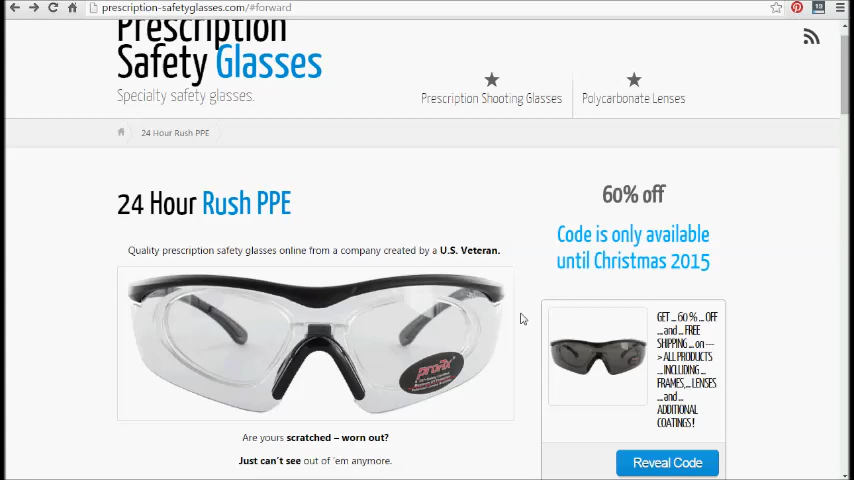 prescription-safetyglasses.com/#forward
Prescription
Safety Glasses
Specialty safety glasses.
Prescription Shooting Glasses
Polycarbonate Lenses
24 Hour Rush PPE
24 Hour Rush PPE
60% off
Code is only available
until Christmas 2015
Quality prescription safety glasses online from a company created by a U.S. Veteran.
proRx
GET ... 60 % ... OFF
... and ... FREE
SHIPPING ... on ---
> ALL PRODUCTS
... INCLUDING ...
FRAMES,... LENSES
... and ...
ADDITIONAL
COATINGS!
Are yours scratched – worn out?
Just can't see out of 'em anymore.
Reveal Code